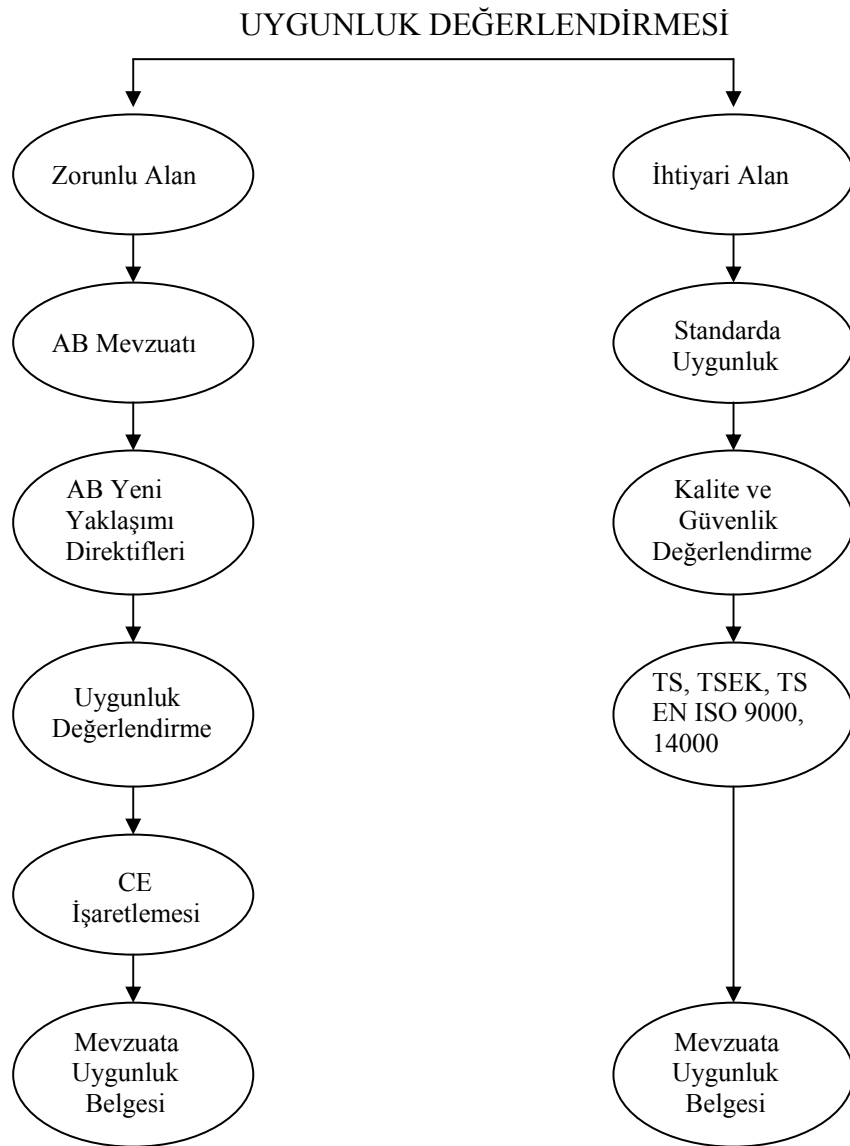 UYGUNLUK DEĞERLENDİRMESİ
Zorunlu Alan
İhtiyari Alan
AB Mevzuatı
Standarda
Uygunluk
AB Yeni
Yaklaşımı
Direktifleri
Kalite ve
Güvenlik
Değerlendirme
Uygunluk
Değerlendirme
TS, TSEK, TS
EN ISO 9000,
14000
CE
İşaretlemesi
Mevzuata
Uygunluk
Belgesi
Mevzuata
Uygunluk
Belgesi